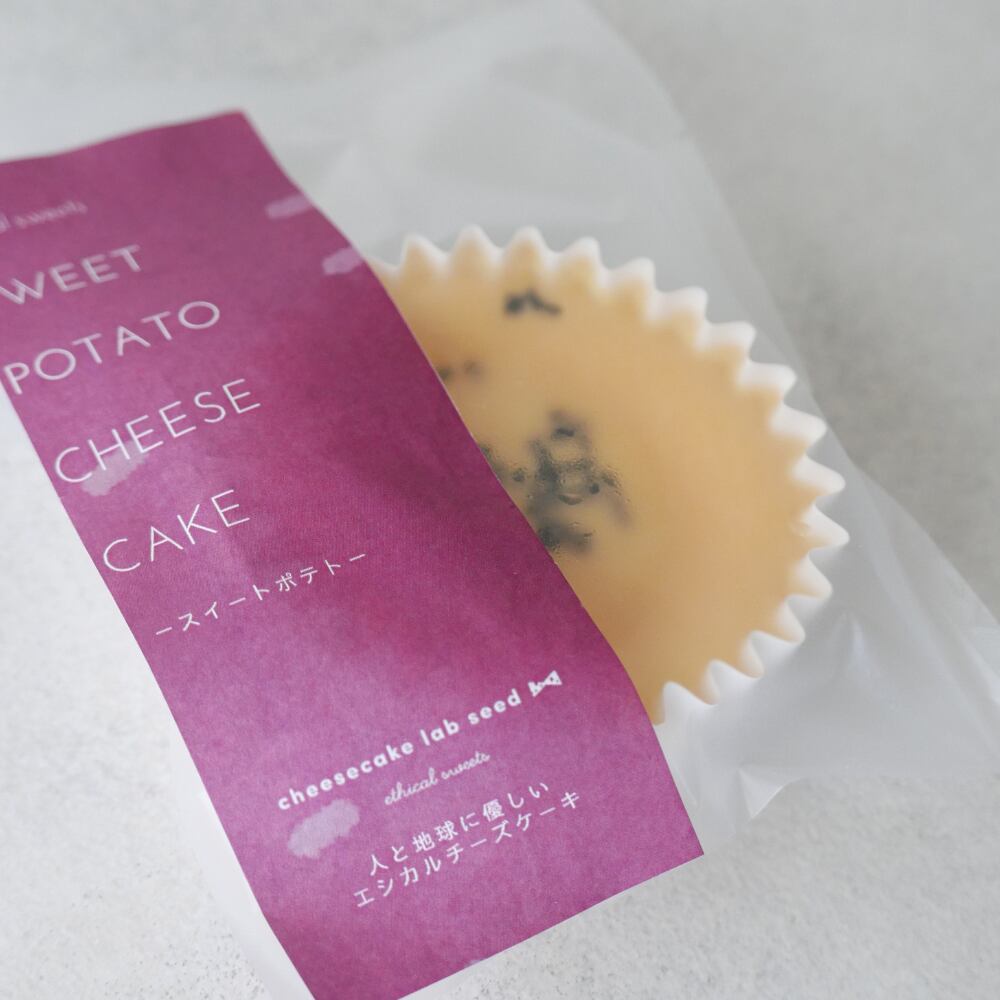 sweets
WEET
POTATO
CHEESE
CAKE
ースイートポテトー
cheesecake lab seed
ethical sweets
人と地球に優しい
エシカルチーズケーキ